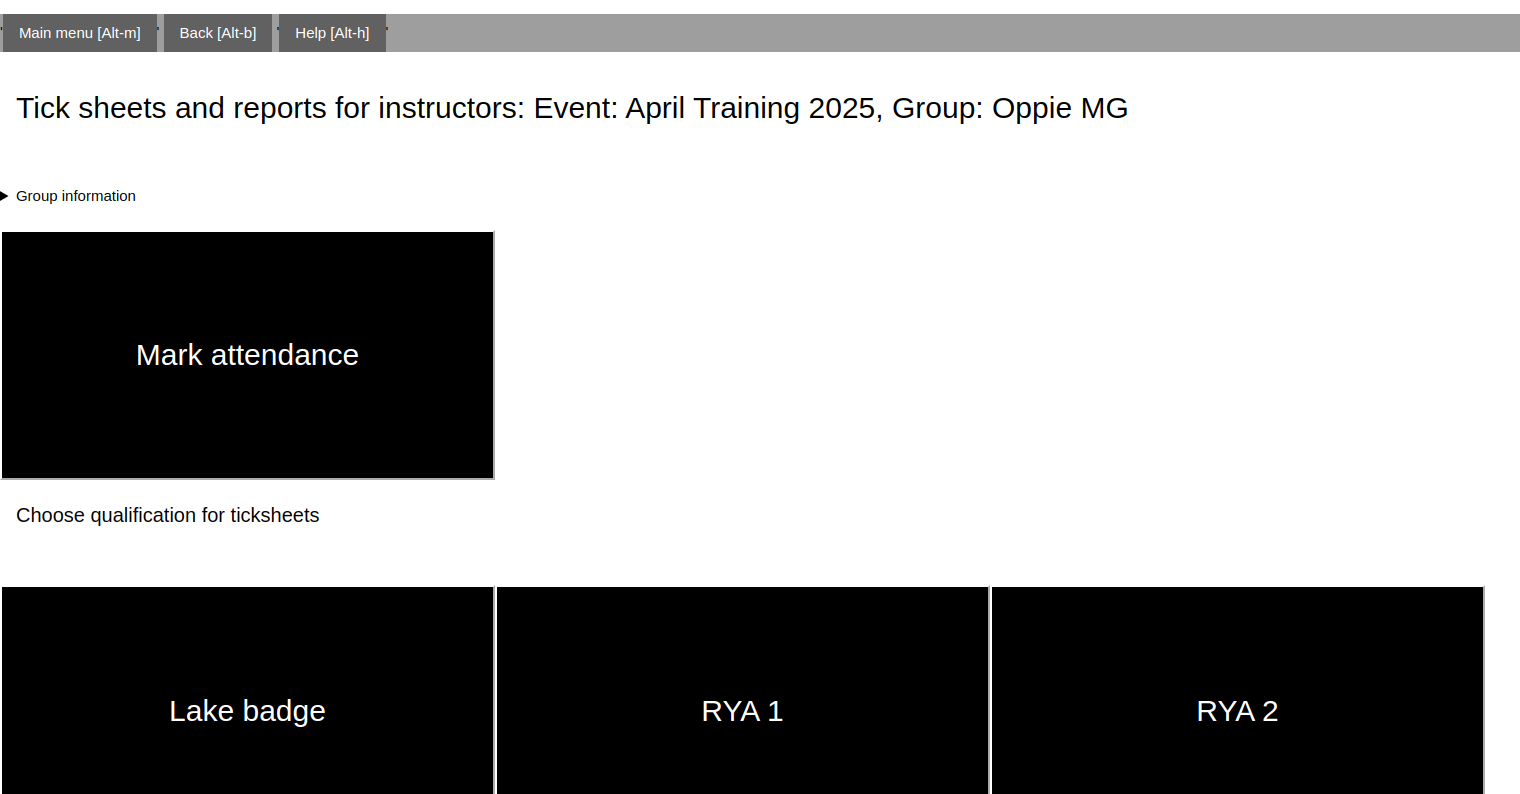 Main menu [Alt-m] Back [Alt-b] Help [Alt-h]
Tick sheets and reports for instructors: Event: April Training 2025, Group: Oppie MG
Group information
Mark attendance
Choose qualification for ticksheets
Lake badge RYA 1 RYA 2